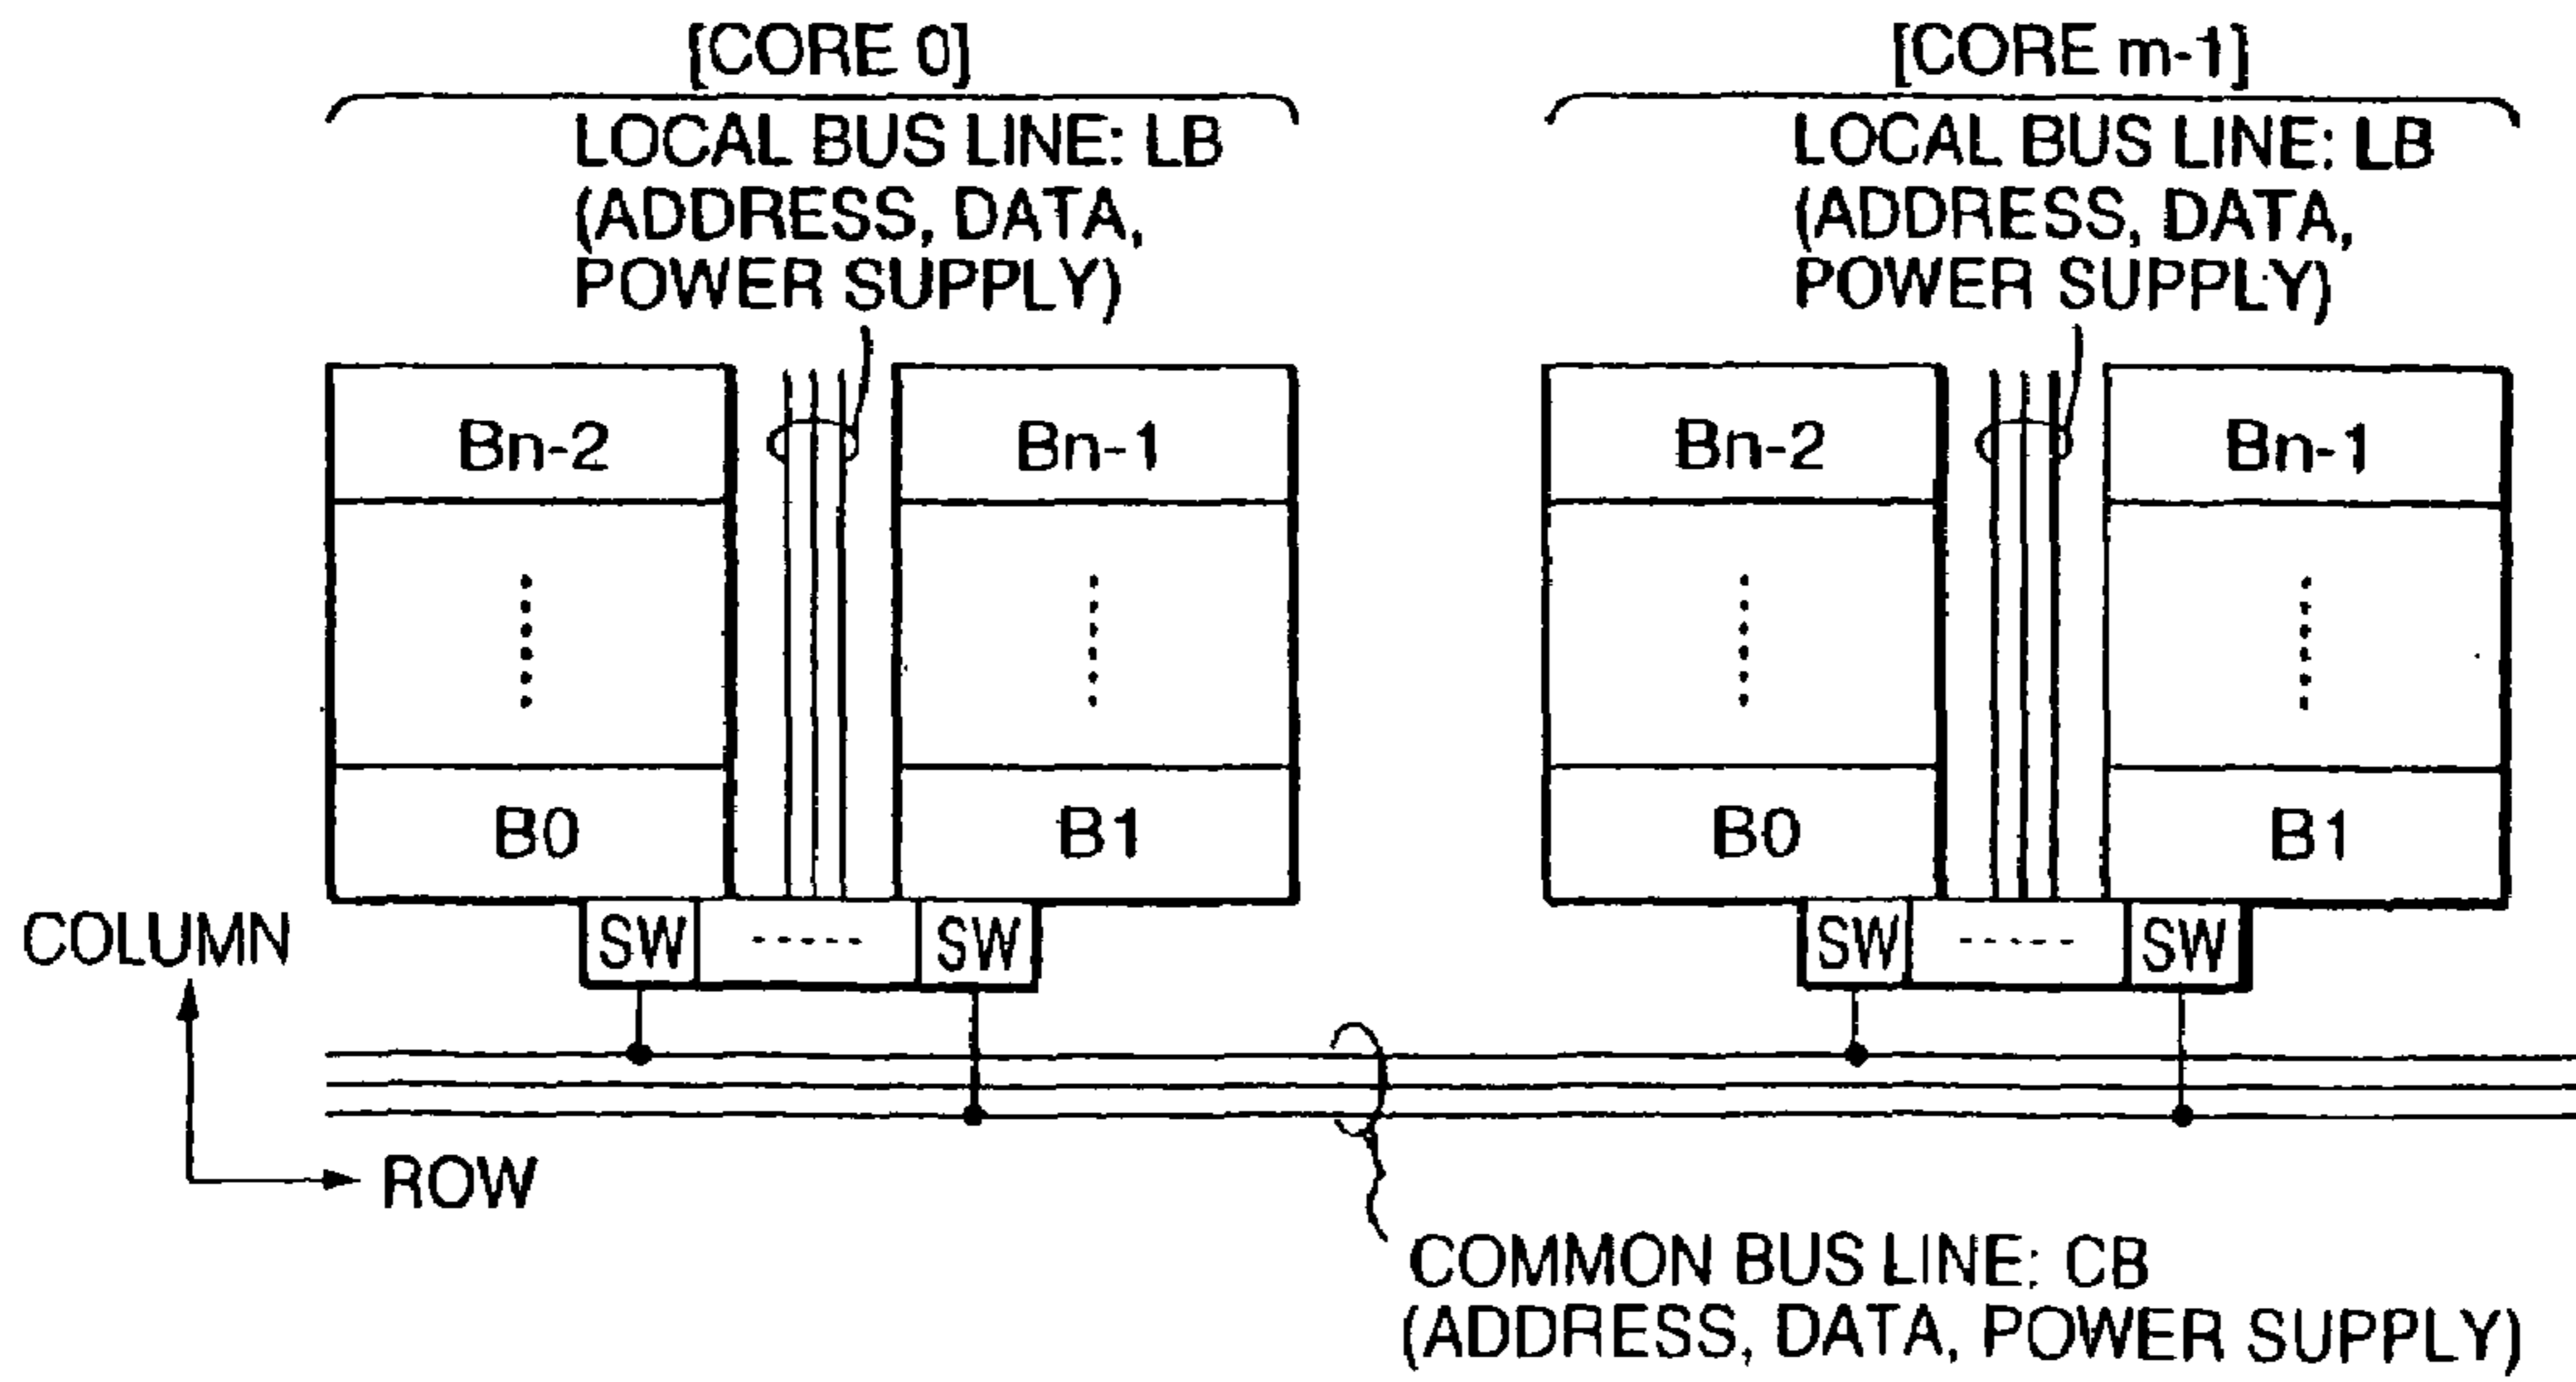 [CORE 0]
LOCAL BUS LINE: LB
(ADDRESS, DATA,
POWER SUPPLY)
Bn-2
Bn-1
B0
B1
SW
SW
[CORE m-1]
LOCAL BUS LINE: LB
(ADDRESS, DATA,
POWER SUPPLY)
Bn-2
Bn-1
B0
B1
SW
SW
COLUMN
ROW
COMMON BUS LINE: CB
(ADDRESS, DATA, POWER SUPPLY)